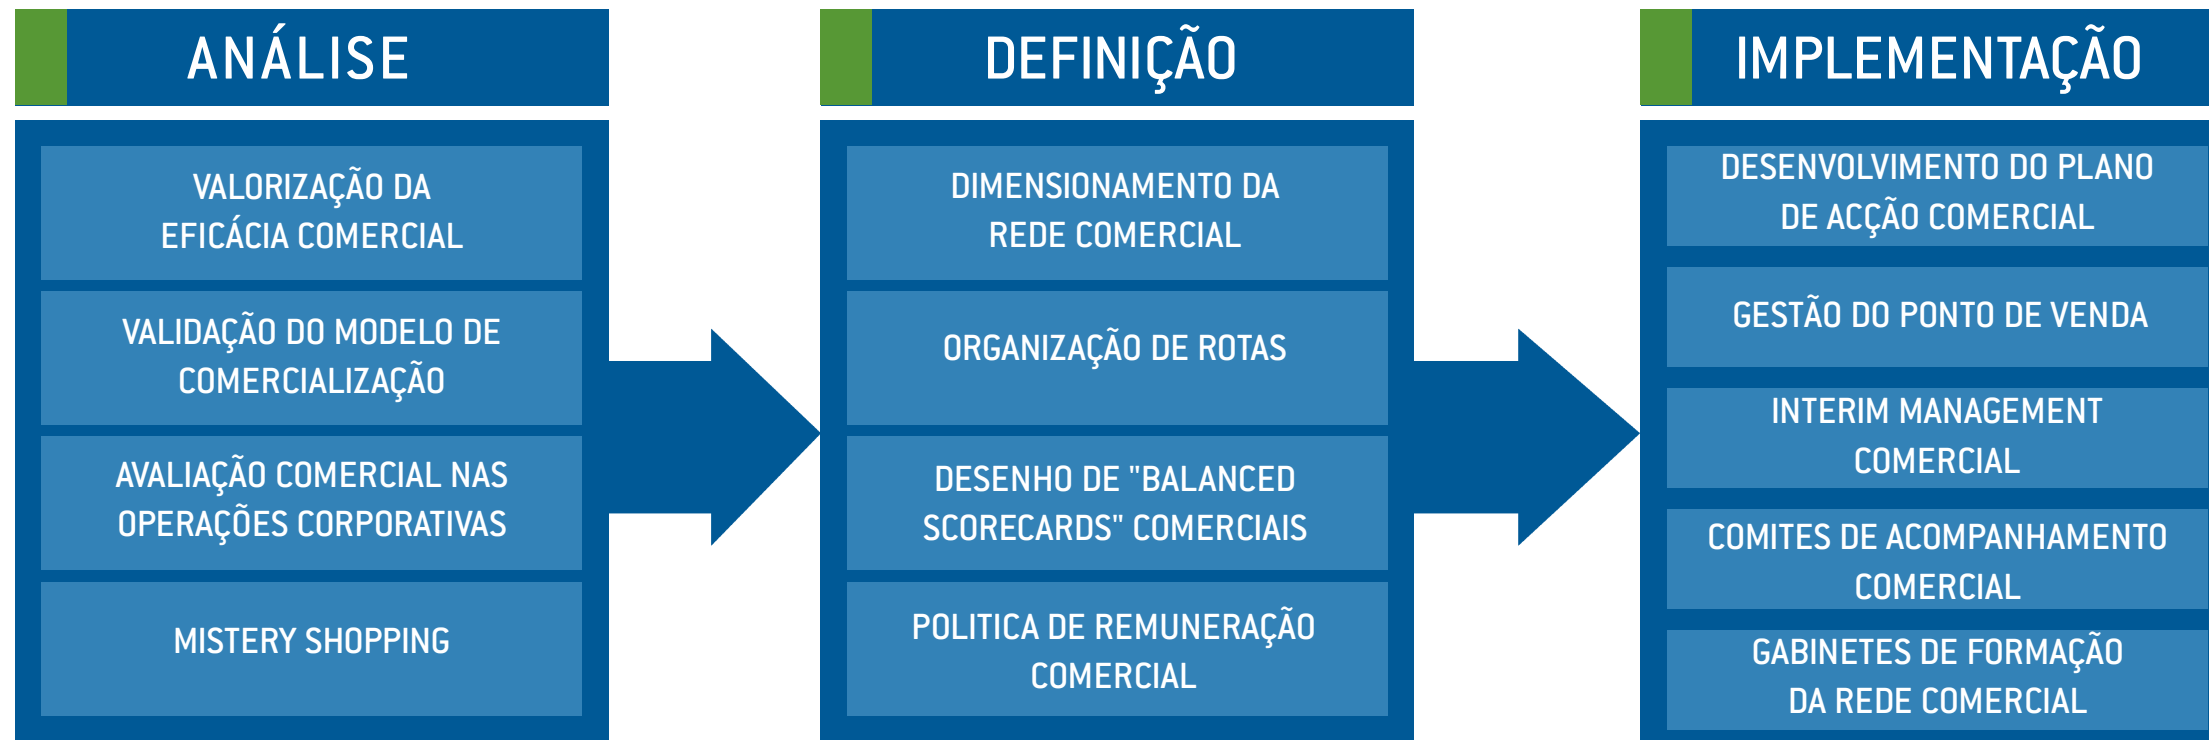 ANÁLISE
VALORIZAÇÃO DA
EFICÁCIA COMERCIAL
VALIDAÇÃO DO MODELO DE
COMERCIALIZAÇÃO
AVALIAÇÃO COMERCIAL NAS
OPERAÇÕES CORPORATIVAS
MISTERY SHOPPING
DEFINIÇÃO
DIMENSIONAMENTO DA
REDE COMERCIAL
ORGANIZAÇÃO DE ROTAS
DESENHO DE "BALANCED
SCORECARDS" COMERCIAIS
POLITICA DE REMUNERAÇÃO
COMERCIAL
IMPLEMENTAÇÃO
DESENVOLVIMENTO DO PLANO
DE ACÇÃO COMERCIAL
GESTÃO DO PONTO DE VENDA
INTERIM MANAGEMENT
COMERCIAL
COMITES DE ACOMPANHAMENTO
COMERCIAL
GABINETES DE FORMAÇÃO
DA REDE COMERCIAL